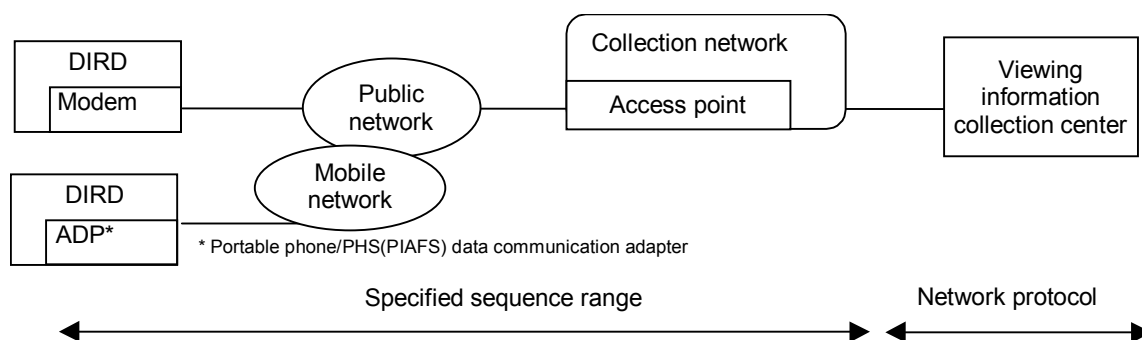 DIRD
Modem
Public
network
Collection network
Access point
Viewing
information
collection center
Mobile
network
DIRD
ADP*
* Portable phone/PHS(PIAFS) data communication adapter
Specified sequence range
Network protocol